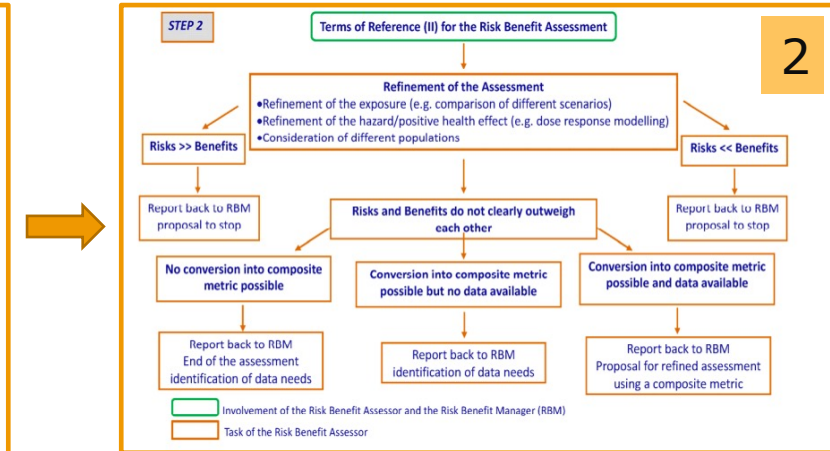 STEP 2
Terms of Reference (II) for the Risk Benefit Assessment
2
Refinement of the Assessment
•Refinement of the exposure (e.g. comparison of different scenarios)
•Refinement of the hazard/positive health effect (e.g. dose response modelling)
•Consideration of different populations
Risks >> Benefits
Risks << Benefits
Report back to RBM
proposal to stop
Risks and Benefits do not clearly outweigh
each other
Report back to RBM
proposal to stop
No conversion into composite
metric possible
Conversion into composite metric
possible but no data available
Conversion into composite metric
possible and data available
Report back to RBM
End of the assessment
identification of data needs
Report back to RBM
identification of data needs
Report back to RBM
Proposal for refined assessment
using a composite metric
Involvement of the Risk Benefit Assessor and the Risk Benefit Manager (RBM)
Task of the Risk Benefit Assessor